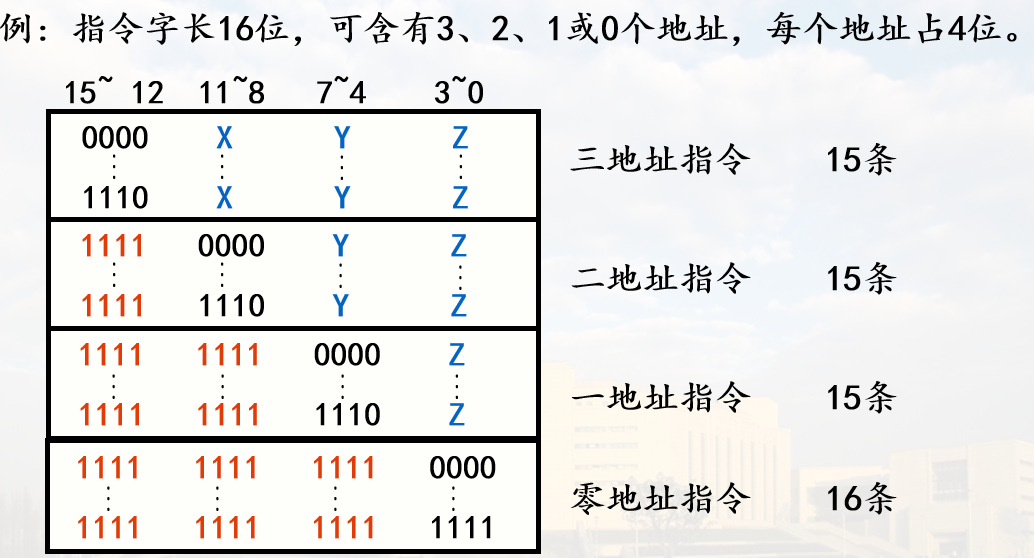 例：指令字长16位，可含有3、2、1或0个地址，每个地址占4位。
15~ 12 11~8 7~4 3~0
0000 X Y Z
1110 X Y Z
三地址指令 15条
1111 0000 Y Z
1111 1110 Y Z
二地址指令 15条
1111 1111 0000 Z
1111 1111 1110 Z
一地址指令 15条
1111 1111 1111 0000
1111 1111 1111 1111
零地址指令 16条